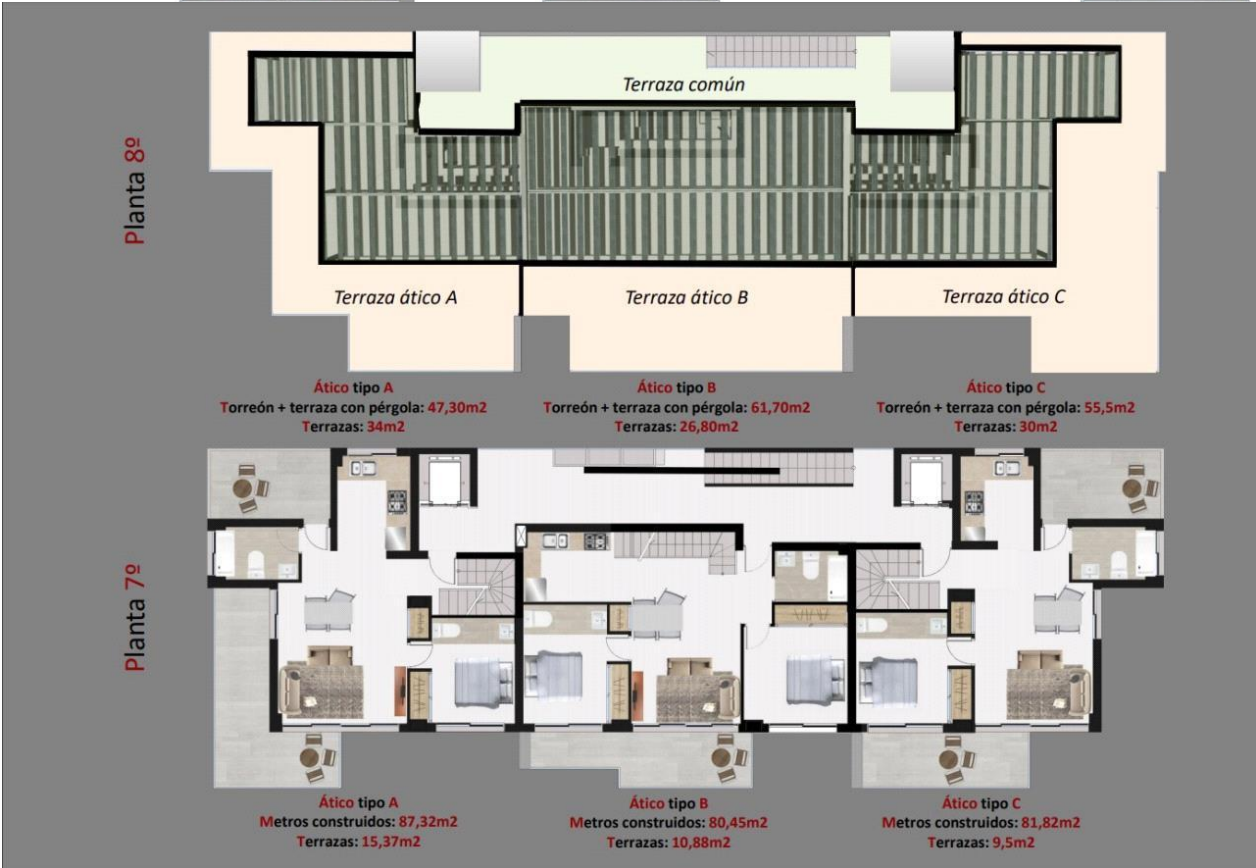 Planta 8º
Terraza común
Terraza ático A
Terraza ático B
Terraza ático C
Ático tipo A
Torreón + terraza con pérgola: 47,30m2
Terrazas: 34m2
Ático tipo B
Torreón + terraza con pérgola: 61,70m2
Terrazas: 26,80m2
Ático tipo C
Torreón + terraza con pérgola: 55,5m2
Terrazas: 30m2
Planta 7º
Ático tipo A
Metros construidos: 87,32m2
Terrazas: 15,37m2
Ático tipo B
Metros construidos: 80,45m2
Terrazas: 10,88m2
Ático tipo C
Metros construidos: 81,82m2
Terrazas: 9,5m2